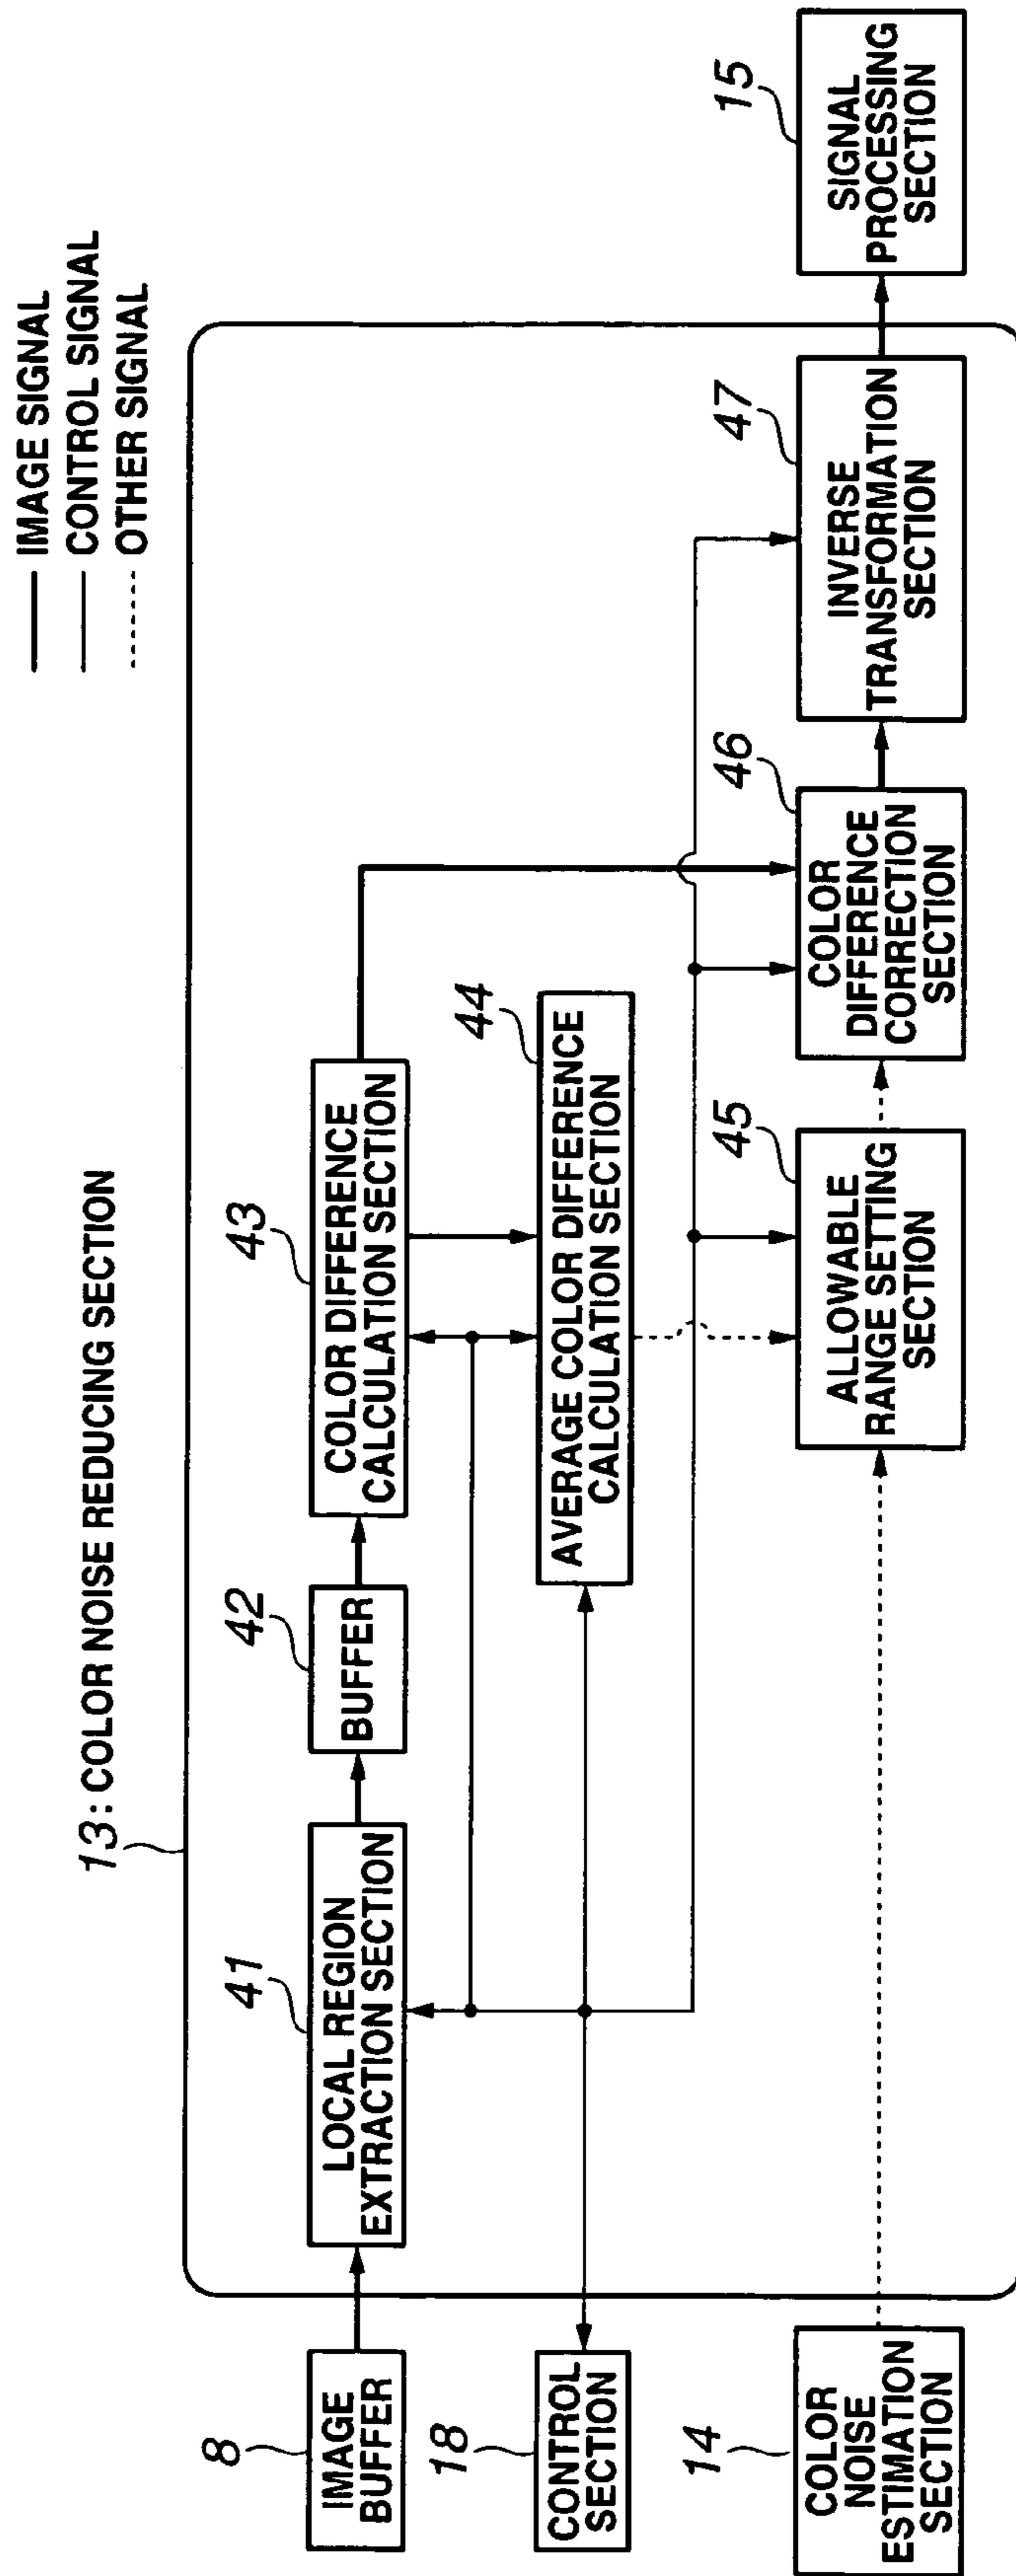 IMAGE SIGNAL
CONTROL SIGNAL
OTHER SIGNAL
13: COLOR NOISE REDUCING SECTION
8
IMAGE
BUFFER
41
LOCAL REGION
EXTRACTION SECTION
42
BUFFER
43
COLOR DIFFERENCE
CALCULATION SECTION
18
CONTROL
SECTION
44
AVERAGE COLOR DIFFERENCE
CALCULATION SECTION
14
COLOR
NOISE
ESTIMATION
SECTION
45
ALLOWABLE
RANGE SETTING
SECTION
46
COLOR
DIFFERENCE
CORRECTION
SECTION
47
INVERSE
TRANSFORMATION
SECTION
15
SIGNAL
PROCESSING
SECTION